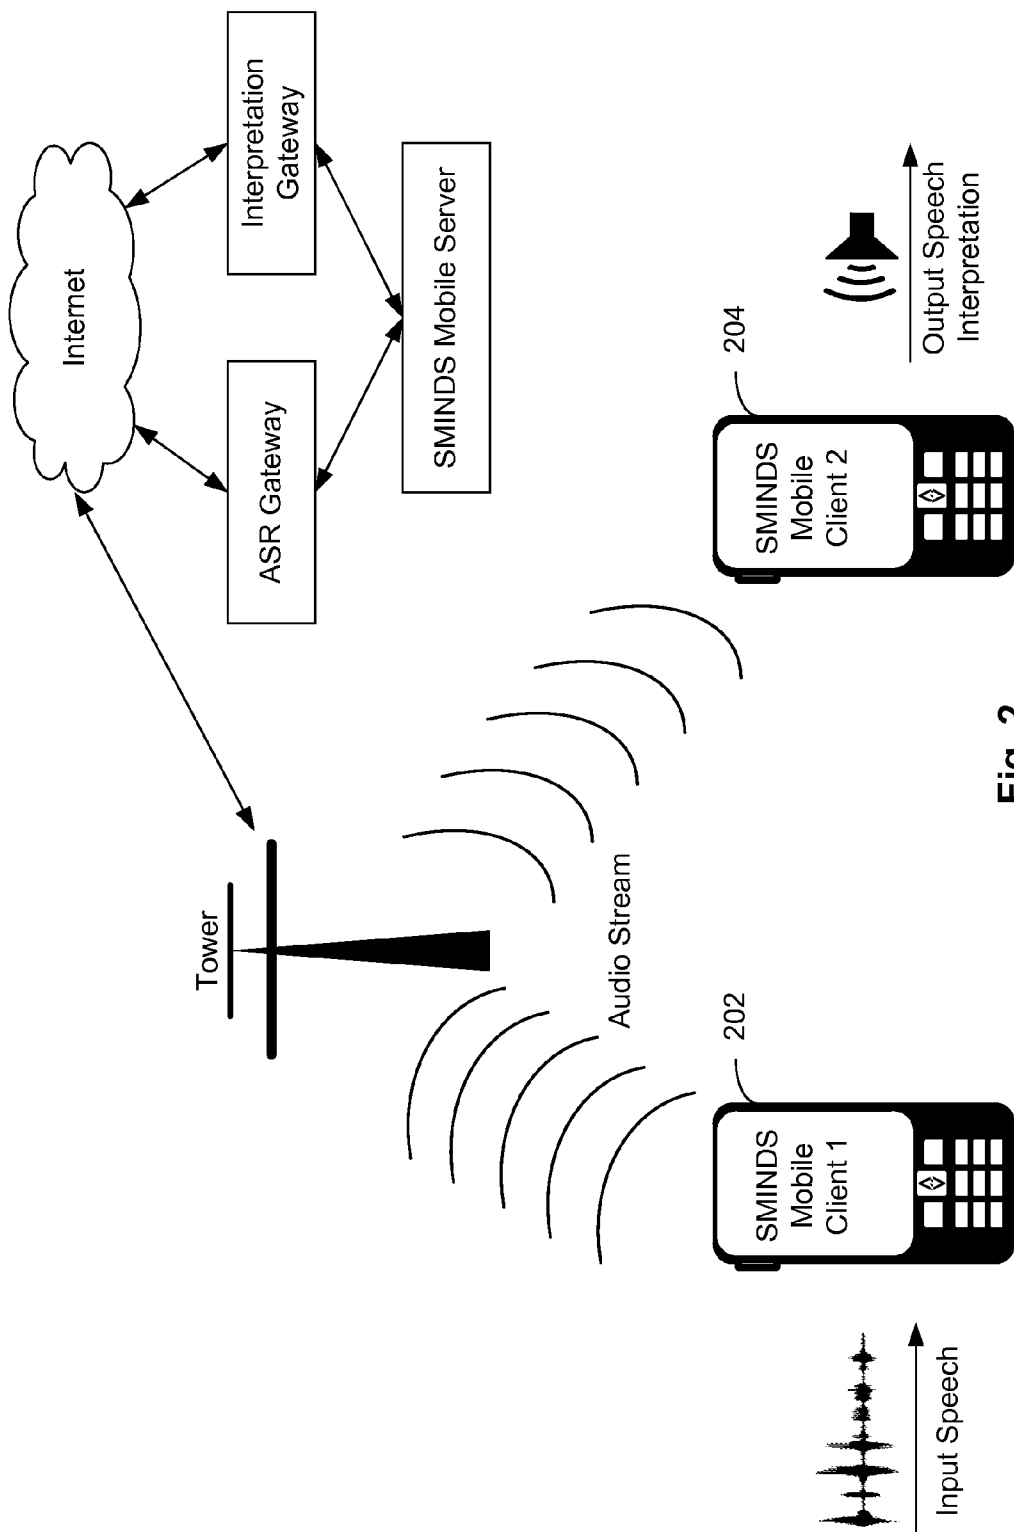 Internet
Tower
ASR Gateway
Interpretation
Gateway
SMINDS Mobile Server
Audio Stream
202
204
SMINDS
Mobile
Client 1
SMINDS
Mobile
Client 2
Input Speech
Output Speech
Interpretation
Fig. 2